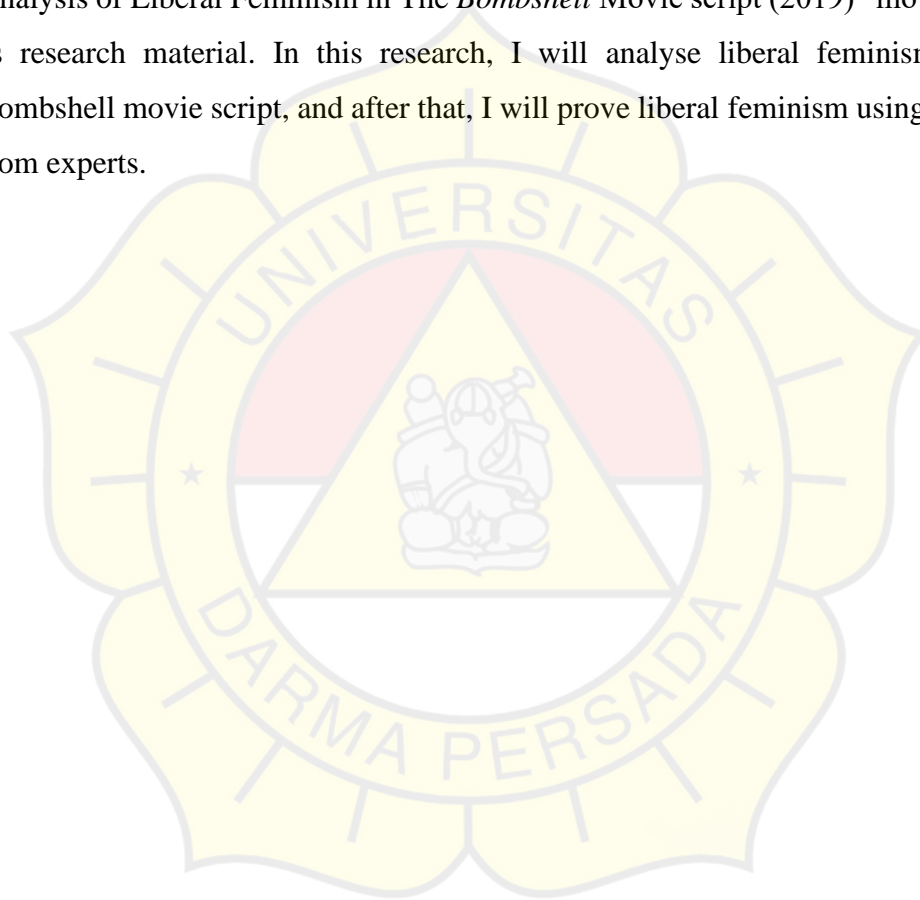 nalysis of Liberal Feminism in The Bombshell Movie script (2019)" mo
s research material. In this research, I will analyse liberal feminism
ombshell movie script, and after that, I will prove liberal feminism using
om experts.
UNIVERSITAS
DARMA PERSADA